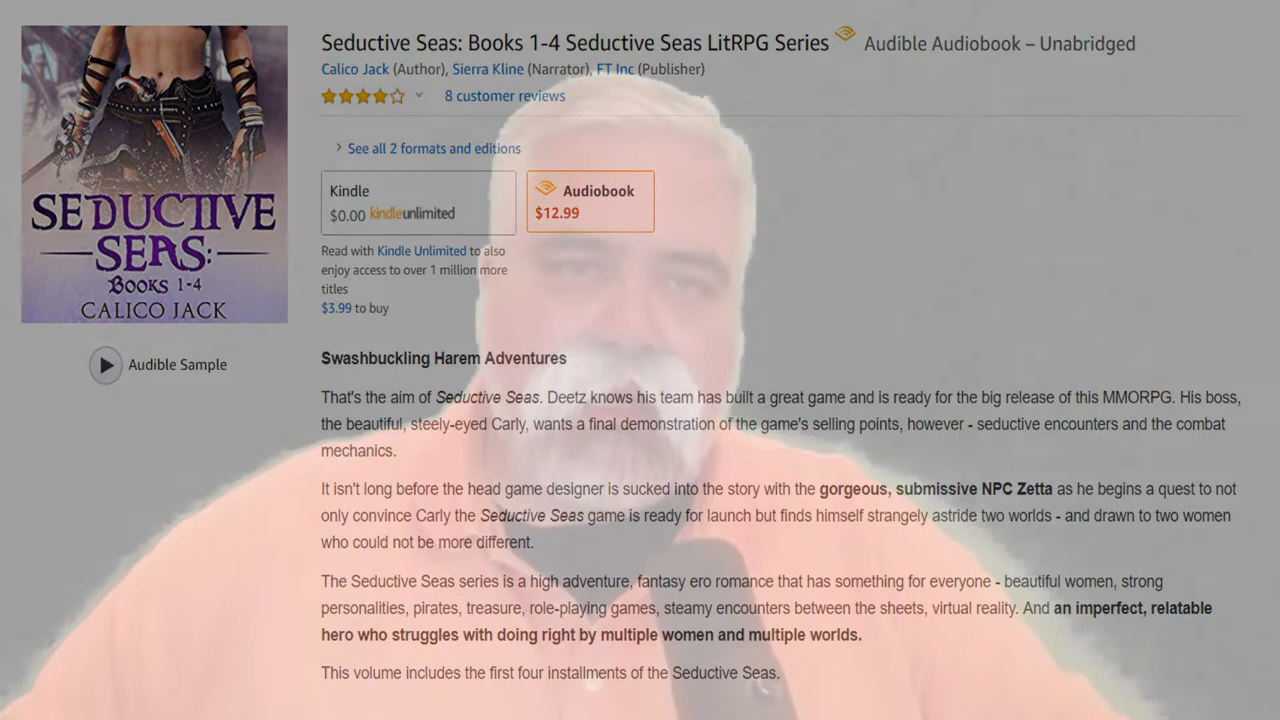 SEDUCTIVE
SEAS:
BOOKS 1-4
CALICO JACK
Audible Sample
Seductive Seas: Books 1-4 Seductive Seas LitRPG Series Audible Audiobook – Unabridged
Calico Jack (Author), Sierra Kline (Narrator), FT Inc (Publisher)
8 customer reviews
See all 2 formats and editions
Kindle
$0.00 kindleunlimited
Audiobook
$12.99
Read with Kindle Unlimited to also
enjoy access to over 1 million more
titles
$3.99 to buy
Swashbuckling Harem Adventures
That's the aim of Seductive Seas. Deetz knows his team has built a great game and is ready for the big release of this MMORPG. His boss,
the beautiful, steely-eyed Carly, wants a final demonstration of the game's selling points, however - seductive encounters and the combat
mechanics.
It isn't long before the head game designer is sucked into the story with the gorgeous, submissive NPC Zetta as he begins a quest to not
only convince Carly the Seductive Seas game is ready for launch but finds himself strangely astride two worlds - and drawn to two women
who could not be more different.
The Seductive Seas series is a high adventure, fantasy ero romance that has something for everyone - beautiful women, strong
personalities, pirates, treasure, role-playing games, steamy encounters between the sheets, virtual reality. And an imperfect, relatable
hero who struggles with doing right by multiple women and multiple worlds.
This volume includes the first four installments of the Seductive Seas.